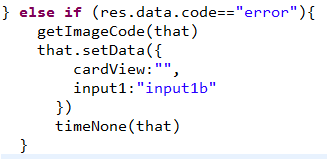 } else if (res.data.code=="error"){
getImageCode(that)
that.setData({
cardView:"",
input1:"input1b"
})
timeNone(that)
}